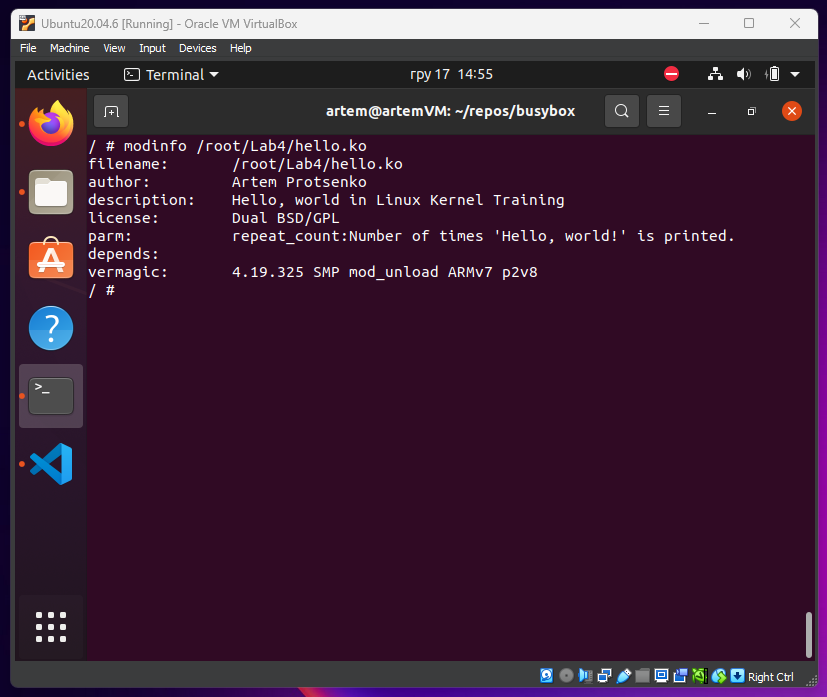 Ubuntu20.04.6 [Running] - Oracle VM VirtualBox
File Machine View Input Devices Help
Activities Terminal гру 17 14:55
artem@artemVM: ~/repos/busybox
/ # modinfo /root/Lab4/hello.ko
filename: /root/Lab4/hello.ko
author: Artem Protsenko
description: Hello, world in Linux Kernel Training
license: Dual BSD/GPL
parm: repeat_count:Number of times 'Hello, world!' is printed.
depends:
vermagic: 4.19.325 SMP mod_unload ARMv7 p2v8
/ #
Right Ctrl